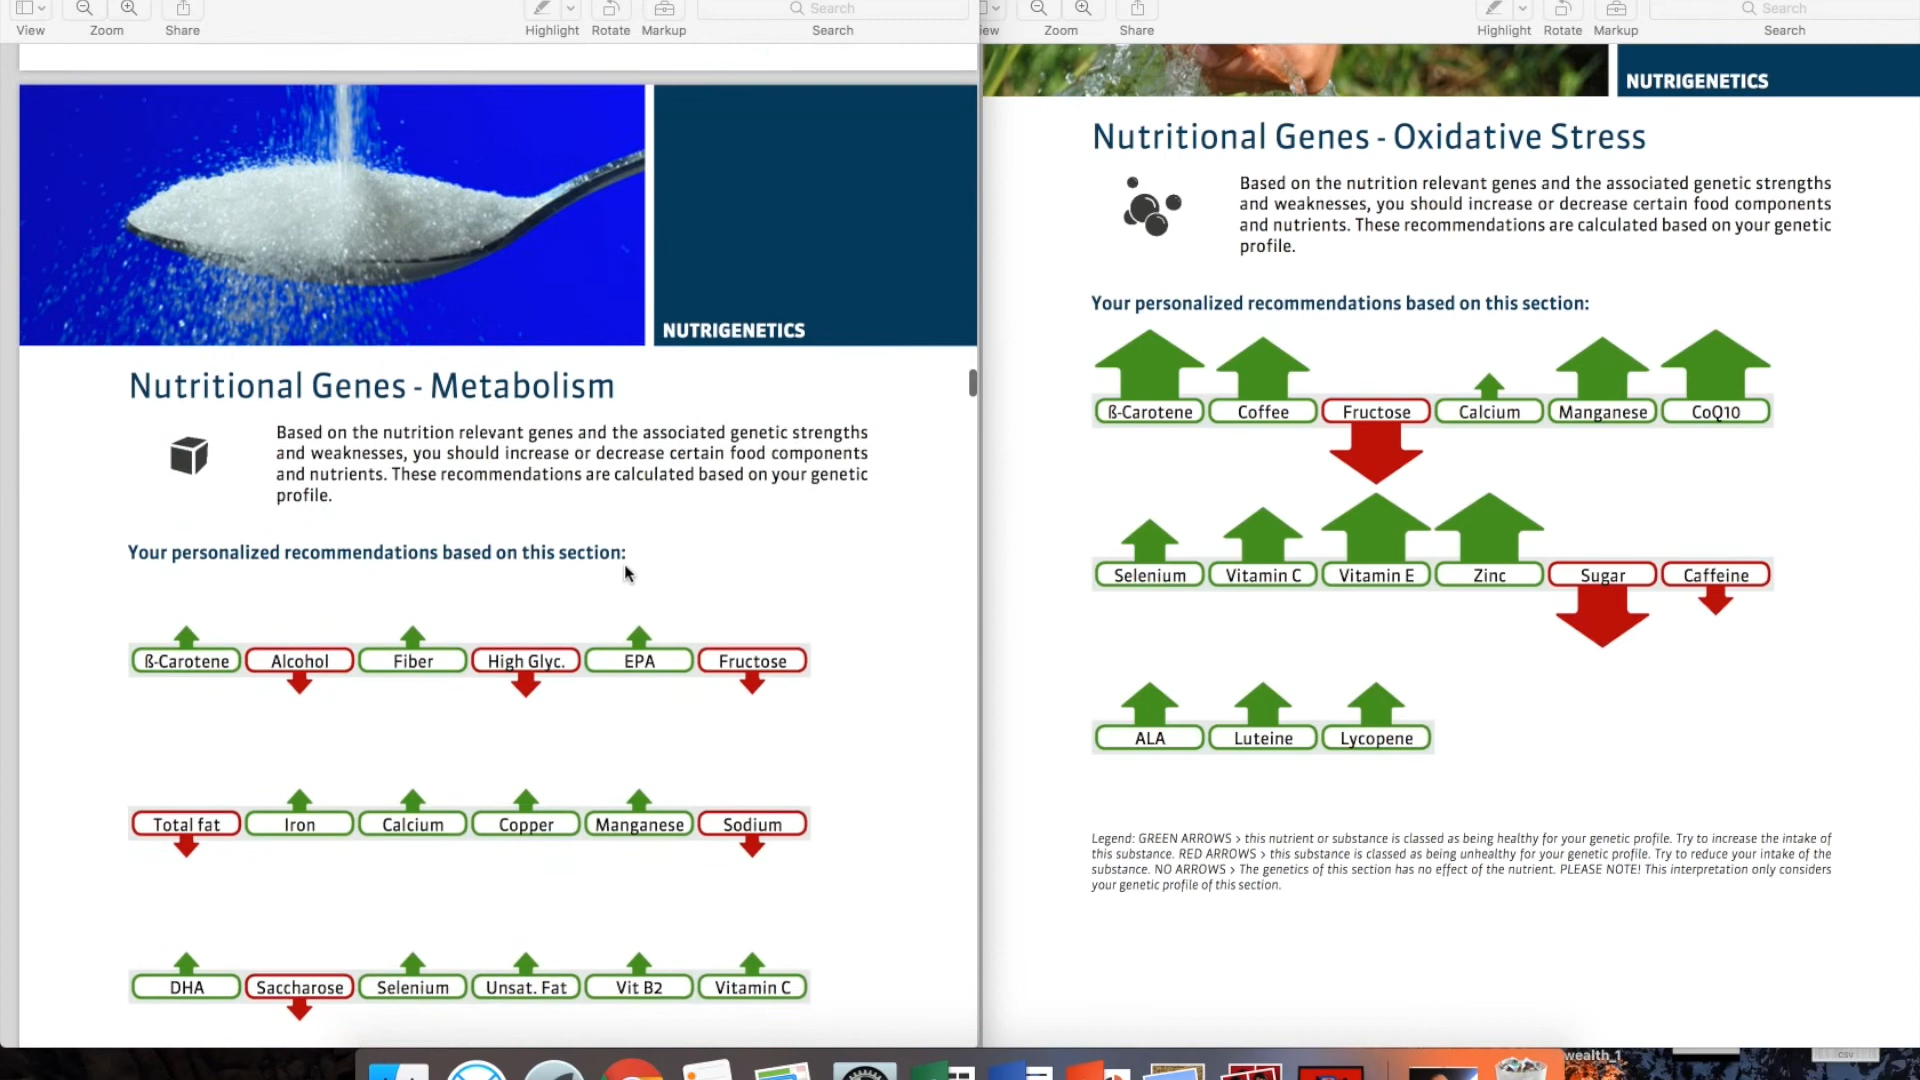 View
Zoom
Share
Highlight
Rotate
Markup
Search
Search
NUTRIGENETICS
Nutritional Genes - Metabolism
Based on the nutrition relevant genes and the associated genetic strengths
and weaknesses, you should increase or decrease certain food components
and nutrients. These recommendations are calculated based on your genetic
profile.
Your personalized recommendations based on this section:
ß-Carotene
Alcohol
Fiber
High Glyc.
EPA
Fructose
Total fat
Iron
Calcium
Copper
Manganese
Sodium
DHA
Saccharose
Selenium
Unsat. Fat
Vit B2
Vitamin C
iew
Zoom
Share
Highlight
Rotate
Markup
Search
Search
NUTRIGENETICS
Nutritional Genes - Oxidative Stress
Based on the nutrition relevant genes and the associated genetic strengths
and weaknesses, you should increase or decrease certain food components
and nutrients. These recommendations are calculated based on your genetic
profile.
Your personalized recommendations based on this section:
ß-Carotene
Coffee
Fructose
Calcium
Manganese
CoQ10
Selenium
Vitamin C
Vitamin E
Zinc
Sugar
Caffeine
ALA
Luteine
Lycopene
Legend: GREEN ARROWS > this nutrient or substance is classed as being healthy for your genetic profile. Try to increase the intake of
this substance. RED ARROWS > this substance is classed as being unhealthy for your genetic profile. Try to reduce your intake of the
substance. NO ARROWS > The genetics of this section has no effect of the nutrient. PLEASE NOTE! This interpretation only considers
your genetic profile of this section.
wealth_1
csv